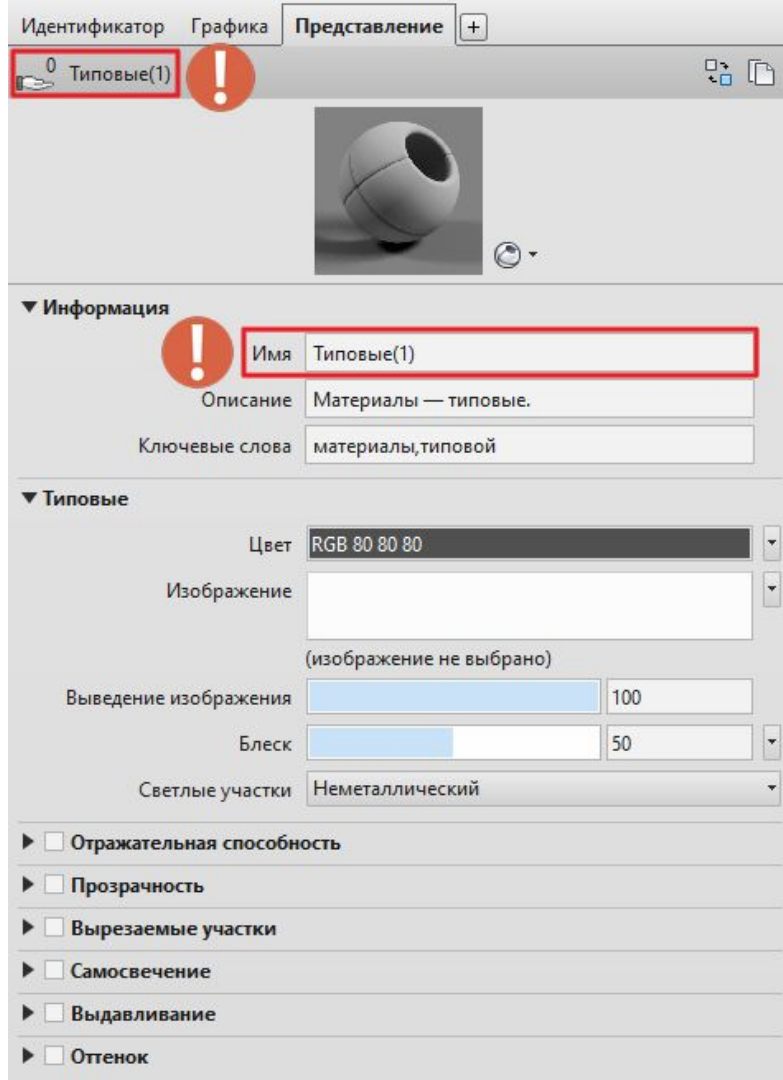 Идентификатор Графика Представление +
0 Типовые(1) !
Информация
! Имя Типовые(1)
Описание Материалы — типовые.
Ключевые слова материалы,типовой
Типовые
Цвет RGB 80 80 80
Изображение
(изображение не выбрано)
Выведение изображения 100
Блеск 50
Светлые участки Неметаллический
Отражательная способность
Прозрачность
Вырезаемые участки
Самосвечение
Выдавливание
Оттенок